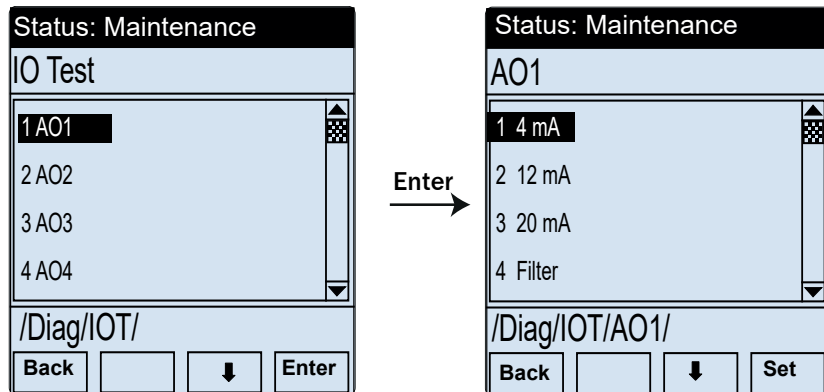 Status: Maintenance
IO Test
1 AO1
2 AO2
3 AO3
4 AO4
/Diag/IOT/
Back
Enter
Enter
Status: Maintenance
AO1
1 4 mA
2 12 mA
3 20 mA
4 Filter
/Diag/IOT/AO1/
Back
Set